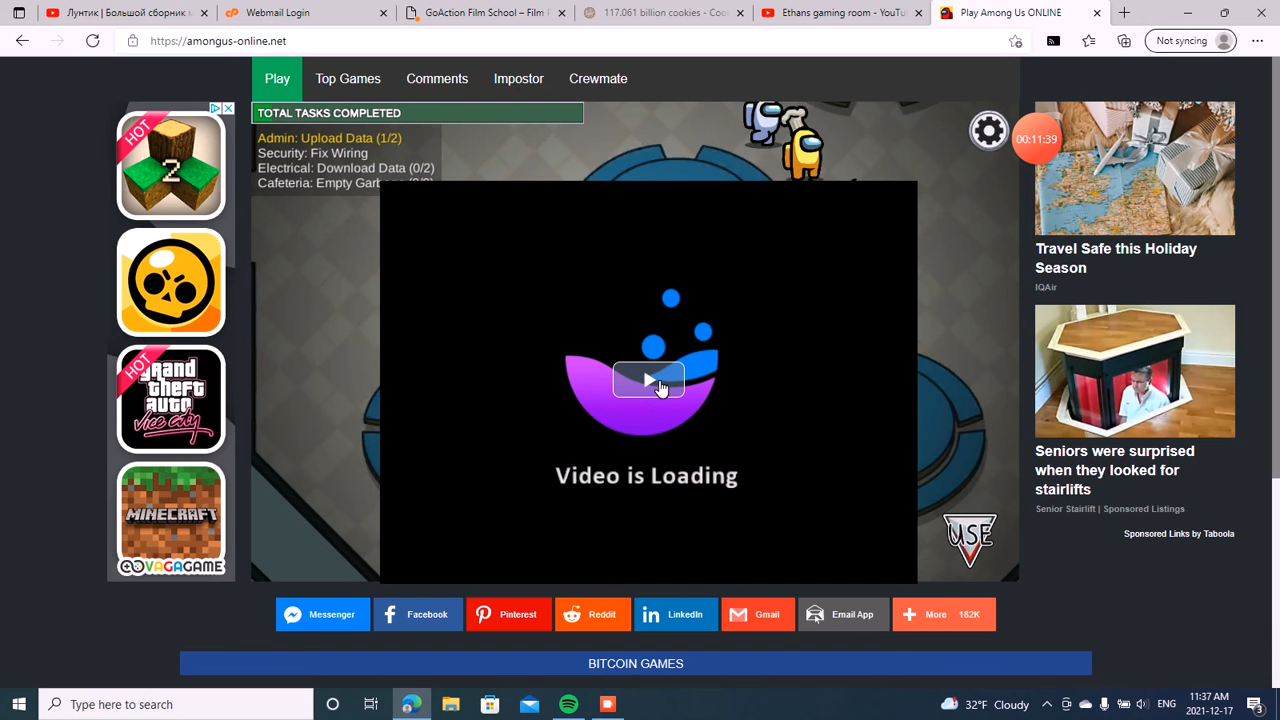 Лунтик | Большой сборник м
Webmail Login
GoAction Film School – Film F
117.061 billion cookies - Cook
Ethans gaming room - YouTu
Play Among Us ONLINE
https://amongus-online.net
Not syncing
Play
Top Games
Comments
Impostor
Crewmate
TOTAL TASKS COMPLETED
Admin: Upload Data (1/2)
Security: Fix Wiring
Electrical: Download Data (0/2)
Cafeteria: Empty Garb
00:11:39
HOT
2
HOT
grand
theft
auto
Vice City
MINECRAFT
VAGAGAME
Video is Loading
USE
Travel Safe this Holiday
Season
IQAir
Seniors were surprised
when they looked for
stairlifts
Senior Stairlift | Sponsored Listings
Sponsored Links by Taboola
Messenger
Facebook
Pinterest
Reddit
LinkedIn
Gmail
Email App
More 182K
BITCOIN GAMES
Type here to search
32°F Cloudy
ENG
11:37 AM
2021-12-17
3